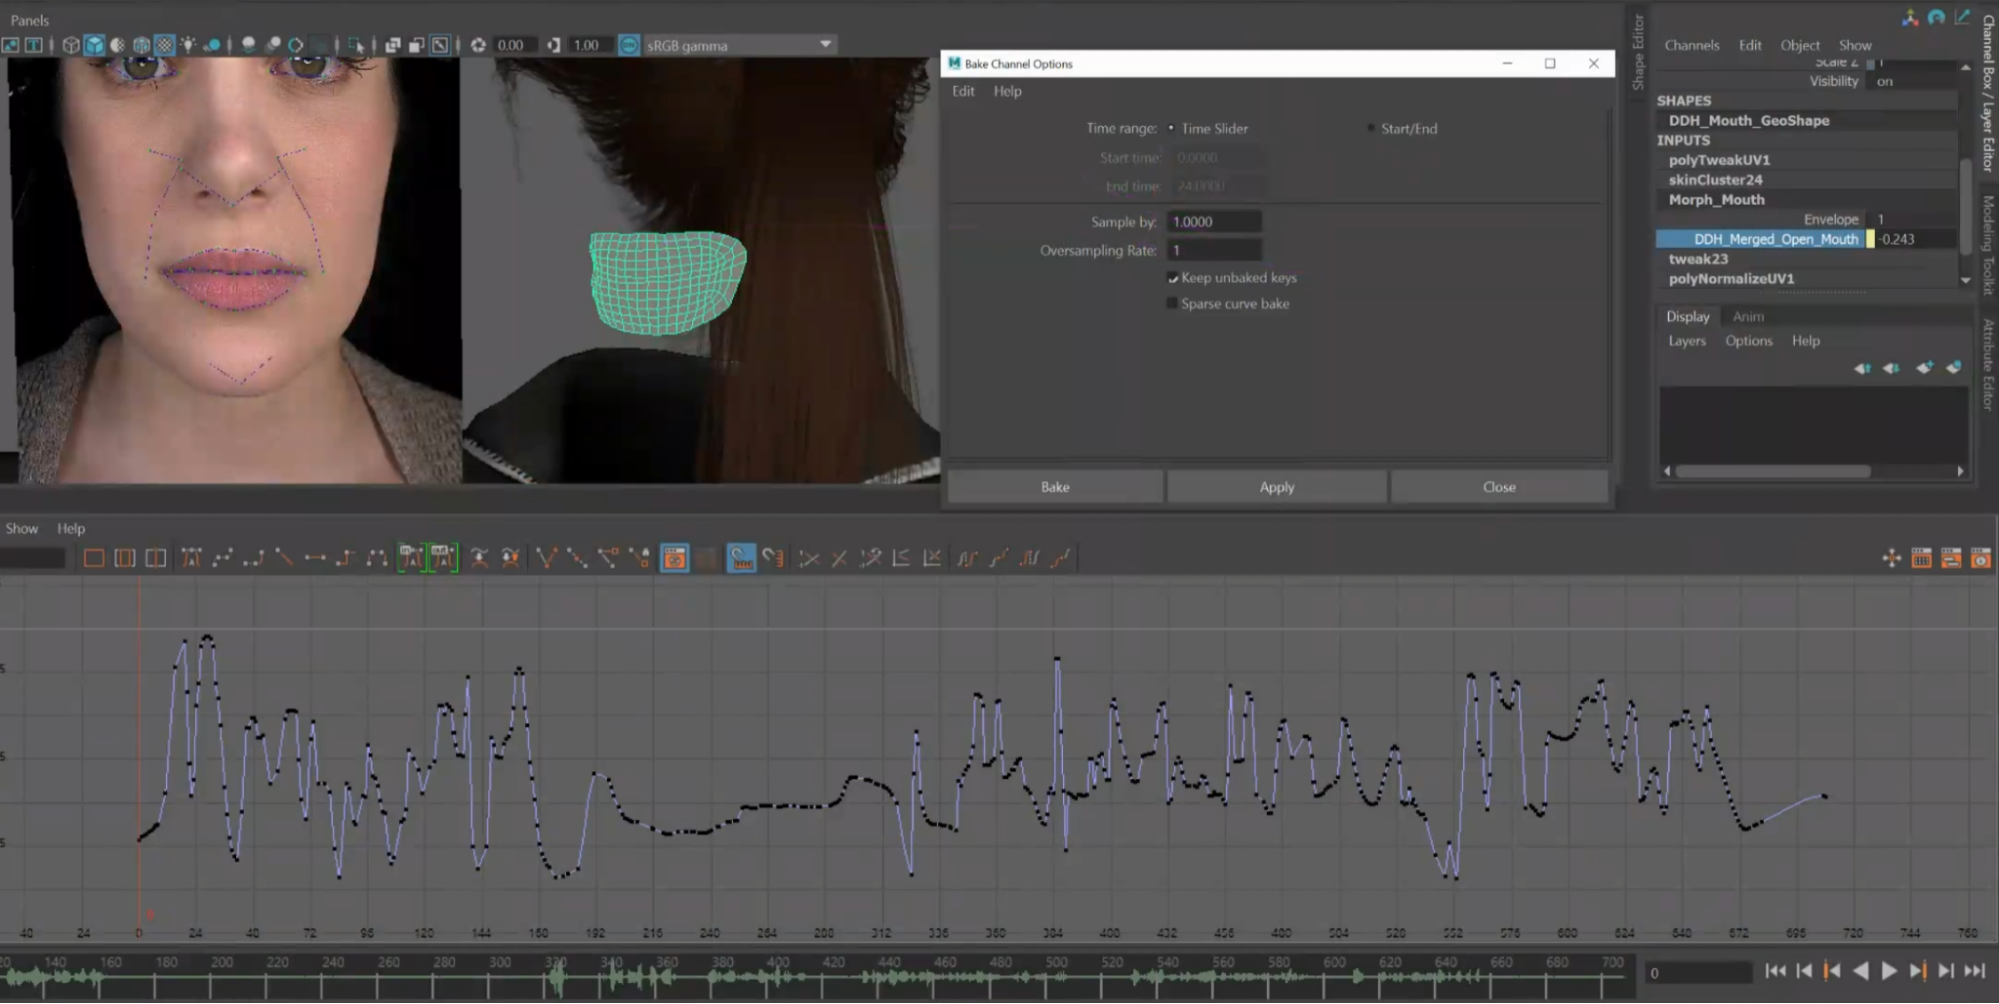 Panels
0.00
1.00
sRGB gamma
Bake Channel Options
Edit Help
Time range: Time Slider Start/End
Start time: 0.0000
End time: 24.0000
Sample by: 1.0000
Oversampling Rate: 1
Keep unbaked keys
Sparse curve bake
Bake Apply Close
Shape Editor
Channels Edit Object Show
Scale Z 1
Visibility on
SHAPES
DDH_Mouth_GeoShape
INPUTS
polyTweakUV1
skinCluster24
Morph_Mouth
Envelope 1
DDH_Merged_Open_Mouth -0.243
tweak23
polyNormalizeUV1
Display Anim
Layers Options Help
Channel Box / Layer Editor
Modeling Toolkit
Attribute Editor
Show Help
0 24 48 72 96 120 144 168 192 216 240 264 288 312 336 360 384 408 432 456 480 504 528 552 576 600 624 648 672 696 720 744 768
140 160 180 200 220 240 260 280 300 320 340 360 380 400 420 440 460 480 500 520 540 560 580 600 620 640 660 680 700
0